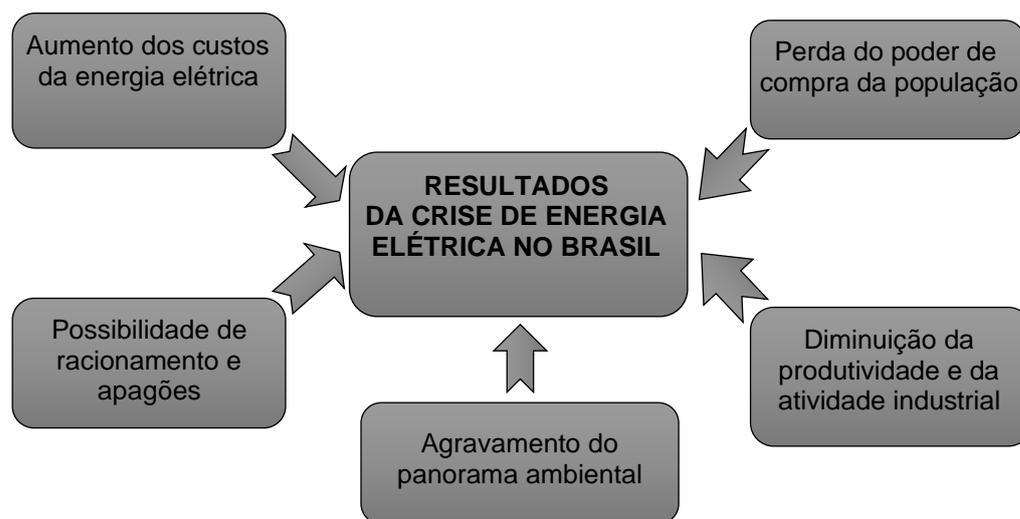 Aumento dos custos
da energia elétrica
Perda do poder de
compra da população
RESULTADOS
DA CRISE DE ENERGIA
ELÉTRICA NO BRASIL
Possibilidade de
racionamento e
apagões
Agravamento do
panorama ambiental
Diminuição da
produtividade e da
atividade industrial